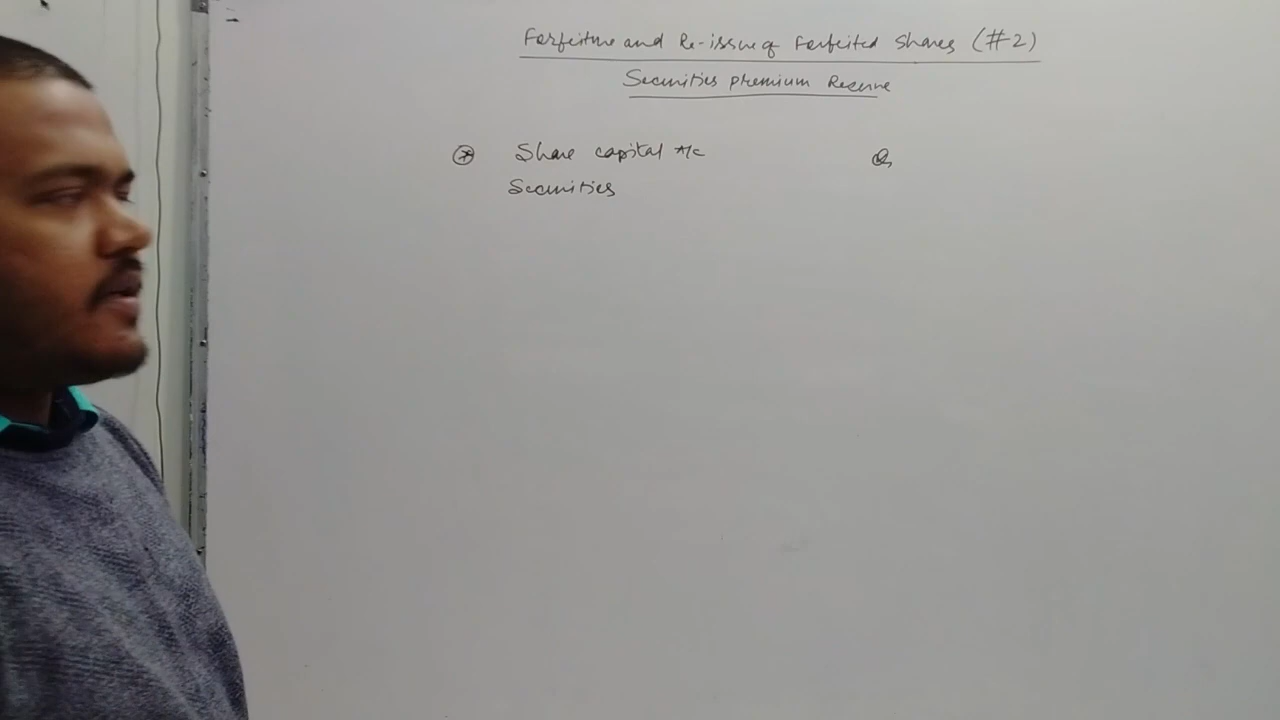 Forfeiture and Re-issue of Forfeited Shares (#2)
Securities premium Reserve
* Share capital A/c
Securities